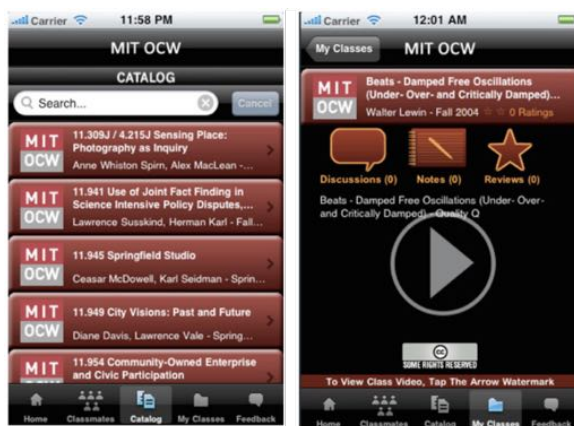 Carrier 11:58 PM
MIT OCW
CATALOG
Search... Cancel
MIT OCW
11.309J / 4.215J Sensing Place:
Photography as Inquiry
Anne Whiston Spirn, Alex MacLean -...
MIT OCW
11.941 Use of Joint Fact Finding in
Science Intensive Policy Disputes,...
Lawrence Susskind, Herman Karl - Fall...
MIT OCW
11.945 Springfield Studio
Ceasar McDowell, Karl Seidman - Sprin...
MIT OCW
11.949 City Visions: Past and Future
Diane Davis, Lawrence Vale - Spring...
MIT
11.954 Community-Owned Enterprise
and Civic Participation
Home Classmates Catalog My Classes Feedback
Carrier 12:01 AM
My Classes MIT OCW
MIT OCW
Beats - Damped Free Oscillations
(Under- Over- and Critically Damped)...
Walter Lewin - Fall 2004 ☆ ☆ 0 Ratings
Discussions (0) Notes (0) Reviews (0)
Beats - Damped Free Oscillations (Under- Over-
and Critically Damped) - Quality Q
cc
SOME RIGHTS RESERVED
To View Class Video, Tap The Arrow Watermark
Home Classmates Catalog My Classes Feedback